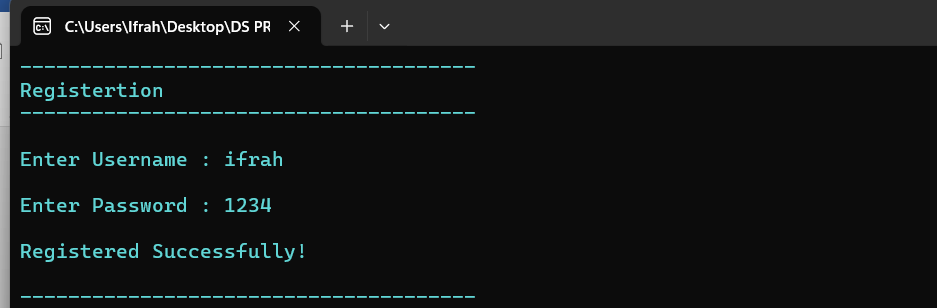 C:\Users\Ifrah\Desktop\DS PR
---------------------------------------
Registertion
---------------------------------------
Enter Username : ifrah
Enter Password : 1234
Registered Successfully!
---------------------------------------